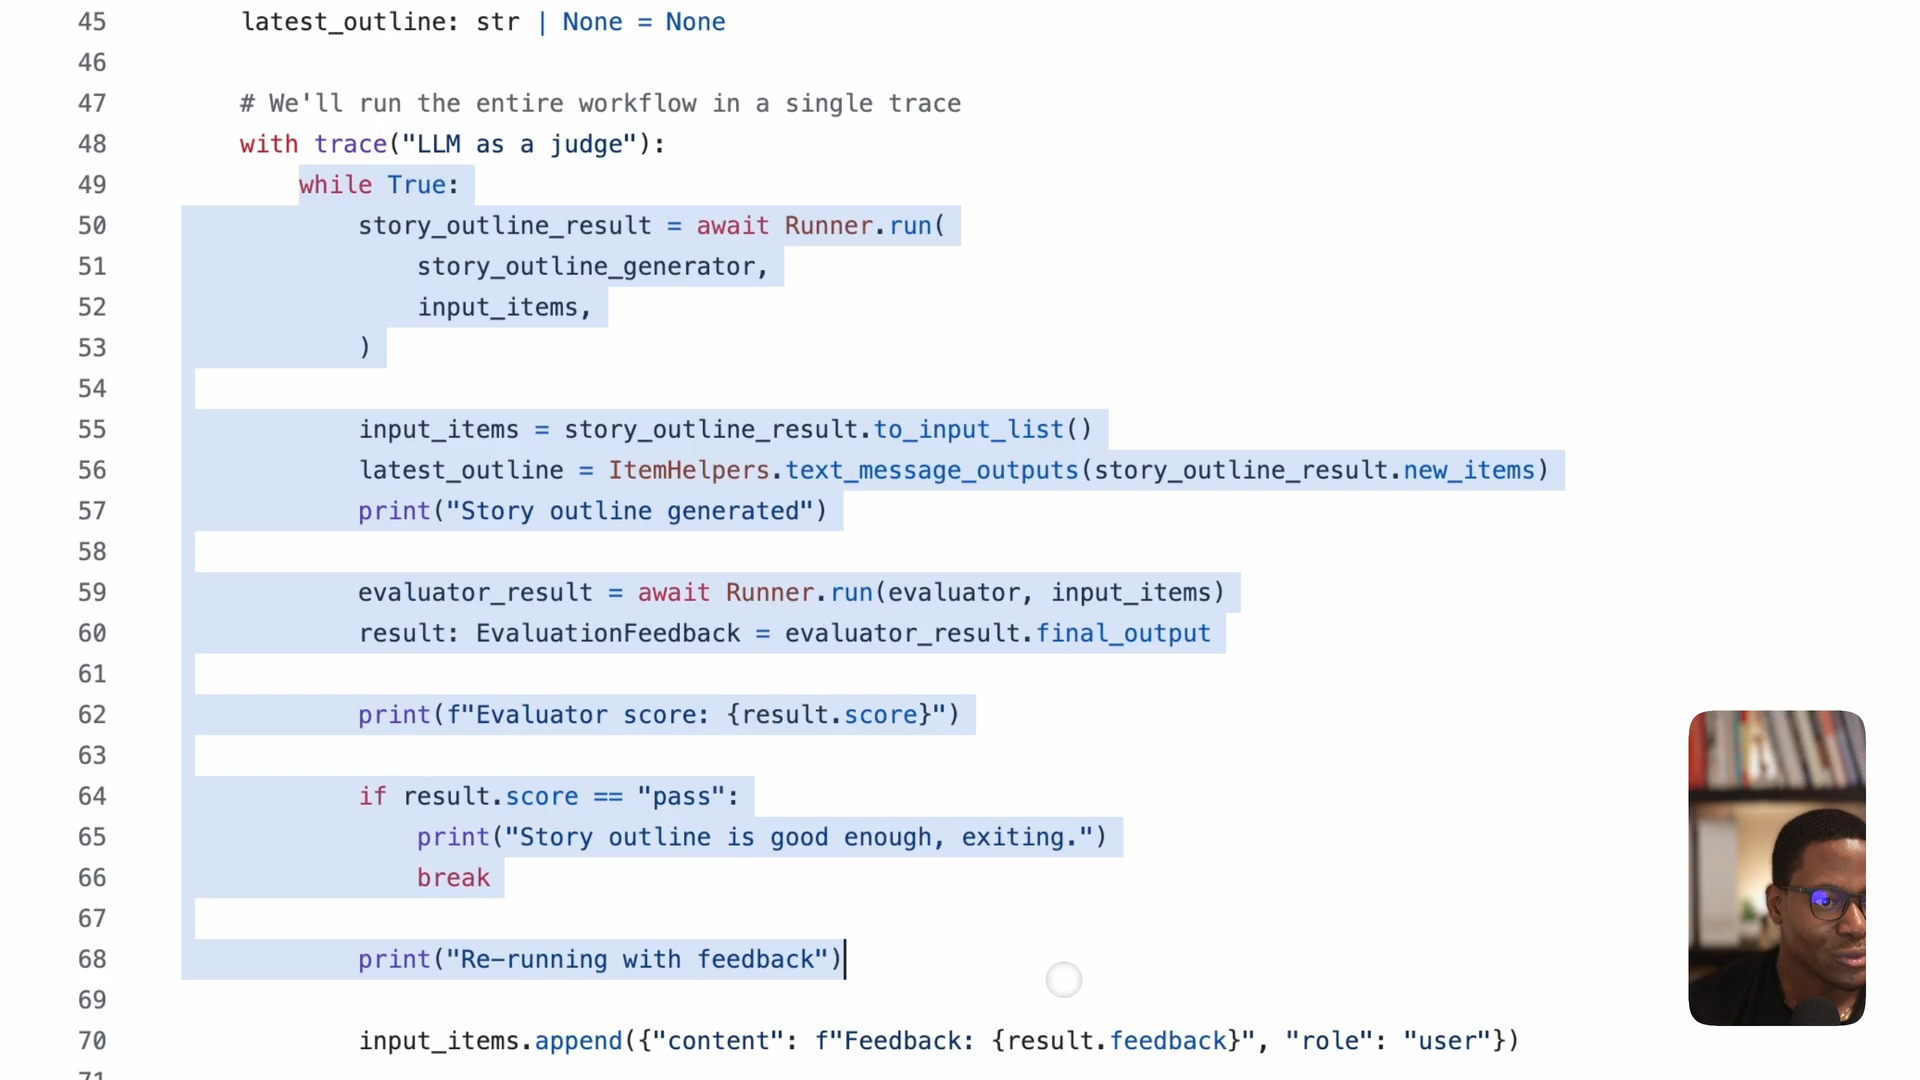 45 latest_outline: str | None = None
46
47 # We'll run the entire workflow in a single trace
48 with trace("LLM as a judge"):
49 while True:
50 story_outline_result = await Runner.run(
51 story_outline_generator,
52 input_items,
53 )
54
55 input_items = story_outline_result.to_input_list()
56 latest_outline = ItemHelpers.text_message_outputs(story_outline_result.new_items)
57 print("Story outline generated")
58
59 evaluator_result = await Runner.run(evaluator, input_items)
60 result: EvaluationFeedback = evaluator_result.final_output
61
62 print(f"Evaluator score: {result.score}")
63
64 if result.score == "pass":
65 print("Story outline is good enough, exiting.")
66 break
67
68 print("Re-running with feedback")
69
70 input_items.append({"content": f"Feedback: {result.feedback}", "role": "user"})
71